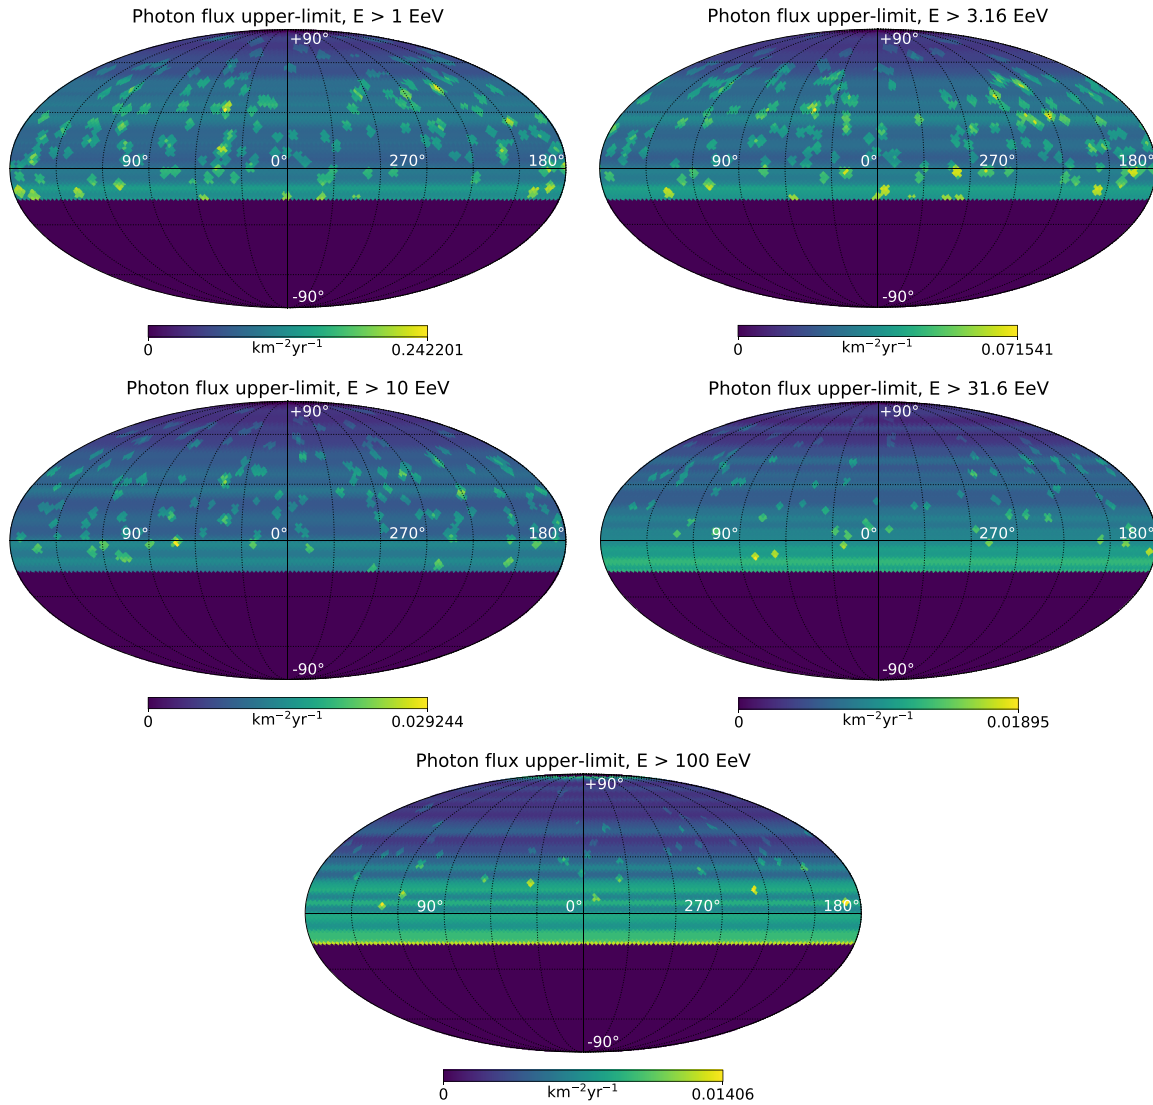 Photon flux upper-limit, E > 1 EeV
+90°
90° 0° 270° 180°
-90°
0 km⁻²yr⁻¹ 0.242201
Photon flux upper-limit, E > 3.16 EeV
+90°
90° 0° 270° 180°
-90°
0 km⁻²yr⁻¹ 0.071541
Photon flux upper-limit, E > 10 EeV
+90°
90° 0° 270° 180°
-90°
0 km⁻²yr⁻¹ 0.029244
Photon flux upper-limit, E > 31.6 EeV
+90°
90° 0° 270° 180°
-90°
0 km⁻²yr⁻¹ 0.01895
Photon flux upper-limit, E > 100 EeV
+90°
90° 0° 270° 180°
-90°
0 km⁻²yr⁻¹ 0.01406